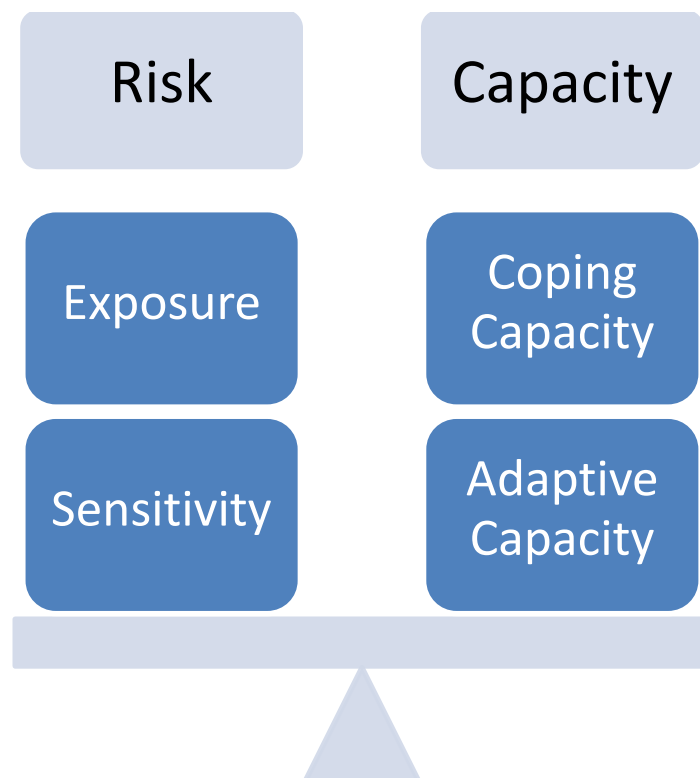 Risk
Capacity
Exposure
Coping
Capacity
Sensitivity
Adaptive
Capacity